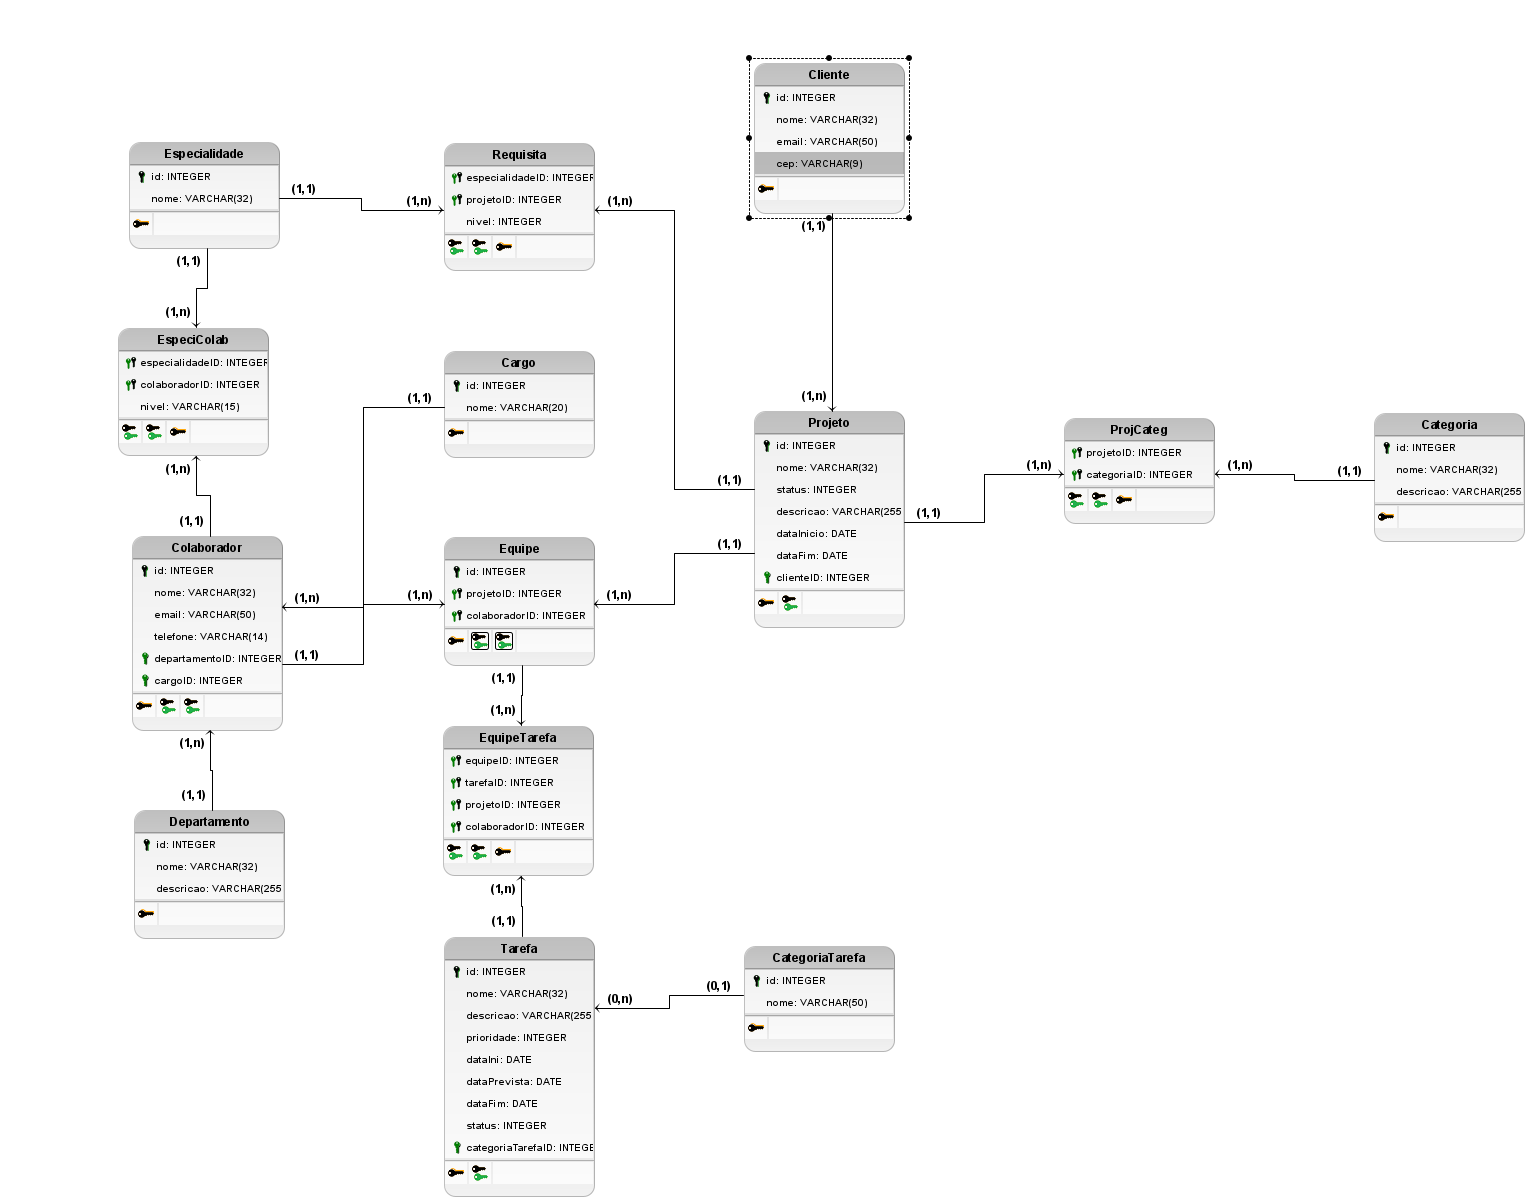 Cliente
id: INTEGER
nome: VARCHAR(32)
email: VARCHAR(50)
cep: VARCHAR(9)
(1,1)
(1,n)
Especialidade
id: INTEGER
nome: VARCHAR(32)
(1,1)
(1,n)
Requisita
especialidadeID: INTEGER
projetoID: INTEGER
nivel: INTEGER
(1,n)
(1,1)
(1,n)
EspeciColab
especialidadeID: INTEGER
colaboradorID: INTEGER
nivel: VARCHAR(15)
(1,n)
(1,1)
Cargo
id: INTEGER
nome: VARCHAR(20)
(1,1)
Projeto
id: INTEGER
nome: VARCHAR(32)
status: INTEGER
descricao: VARCHAR(255
dataInicio: DATE
dataFim: DATE
clienteID: INTEGER
(1,1)
(1,1)
(1,1)
(1,n)
ProjCateg
projetoID: INTEGER
categoriaID: INTEGER
(1,n)
(1,1)
Categoria
id: INTEGER
nome: VARCHAR(32)
descricao: VARCHAR(255
Colaborador
id: INTEGER
nome: VARCHAR(32)
email: VARCHAR(50)
telefone: VARCHAR(14)
departamentoID: INTEGER
cargoID: INTEGER
(1,n)
(1,1)
(1,n)
Equipe
id: INTEGER
projetoID: INTEGER
colaboradorID: INTEGER
(1,n)
(1,1)
(1,n)
(1,n)
(1,1)
Departamento
id: INTEGER
nome: VARCHAR(32)
descricao: VARCHAR(255
EquipeTarefa
equipeID: INTEGER
tarefaID: INTEGER
projetoID: INTEGER
colaboradorID: INTEGER
(1,n)
(1,1)
Tarefa
id: INTEGER
nome: VARCHAR(32)
descricao: VARCHAR(255
prioridade: INTEGER
dataIni: DATE
dataPrevista: DATE
dataFim: DATE
status: INTEGER
categoriaTarefaID: INTEGE
(0,n)
(0,1)
CategoriaTarefa
id: INTEGER
nome: VARCHAR(50)